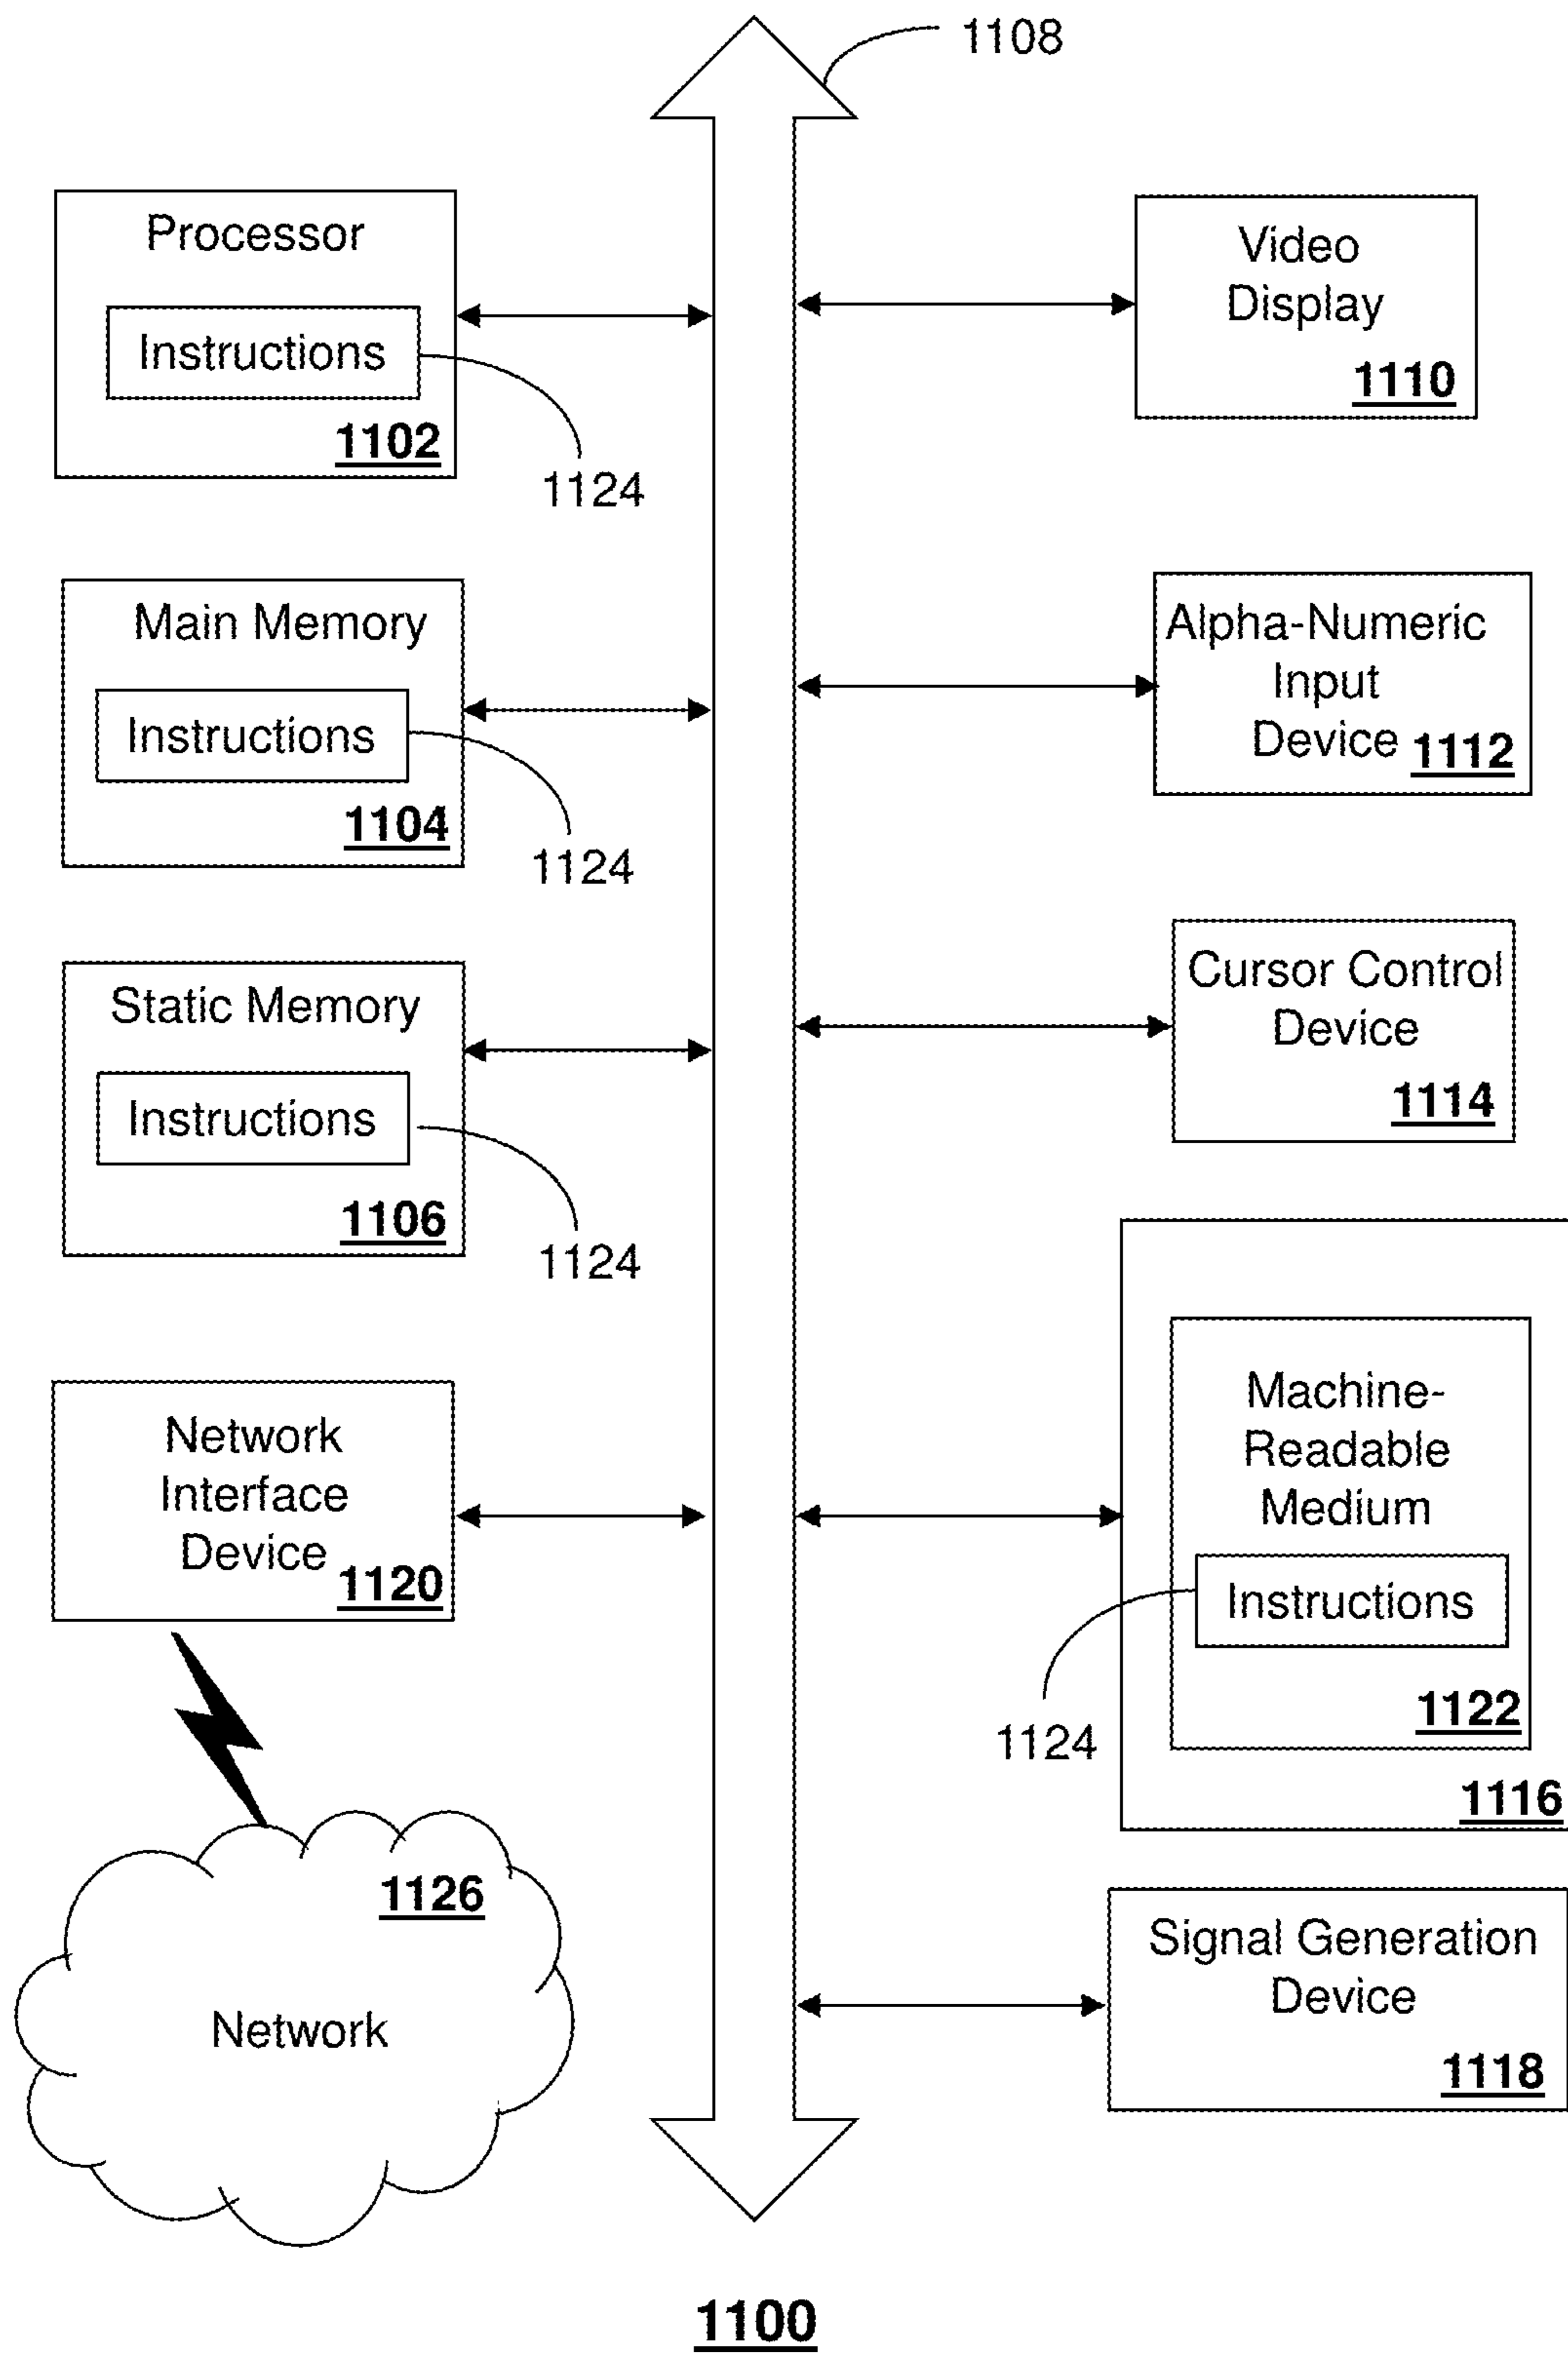 1108
Processor
Instructions
1102
1124
Video
Display
1110
Main Memory
Instructions
1104
1124
Alpha-Numeric
Input
Device 1112
Static Memory
Instructions
1106
1124
Cursor Control
Device
1114
Network
Interface
Device 1120
Machine-
Readable
Medium
Instructions
1122
1124
1116
1126
Network
Signal Generation
Device
1118
1100